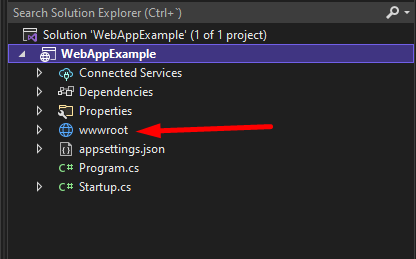 Search Solution Explorer (Ctrl+¨)
Solution 'WebAppExample' (1 of 1 project)
WebAppExample
Connected Services
Dependencies
Properties
wwwroot
appsettings.json
C# Program.cs
C# Startup.cs